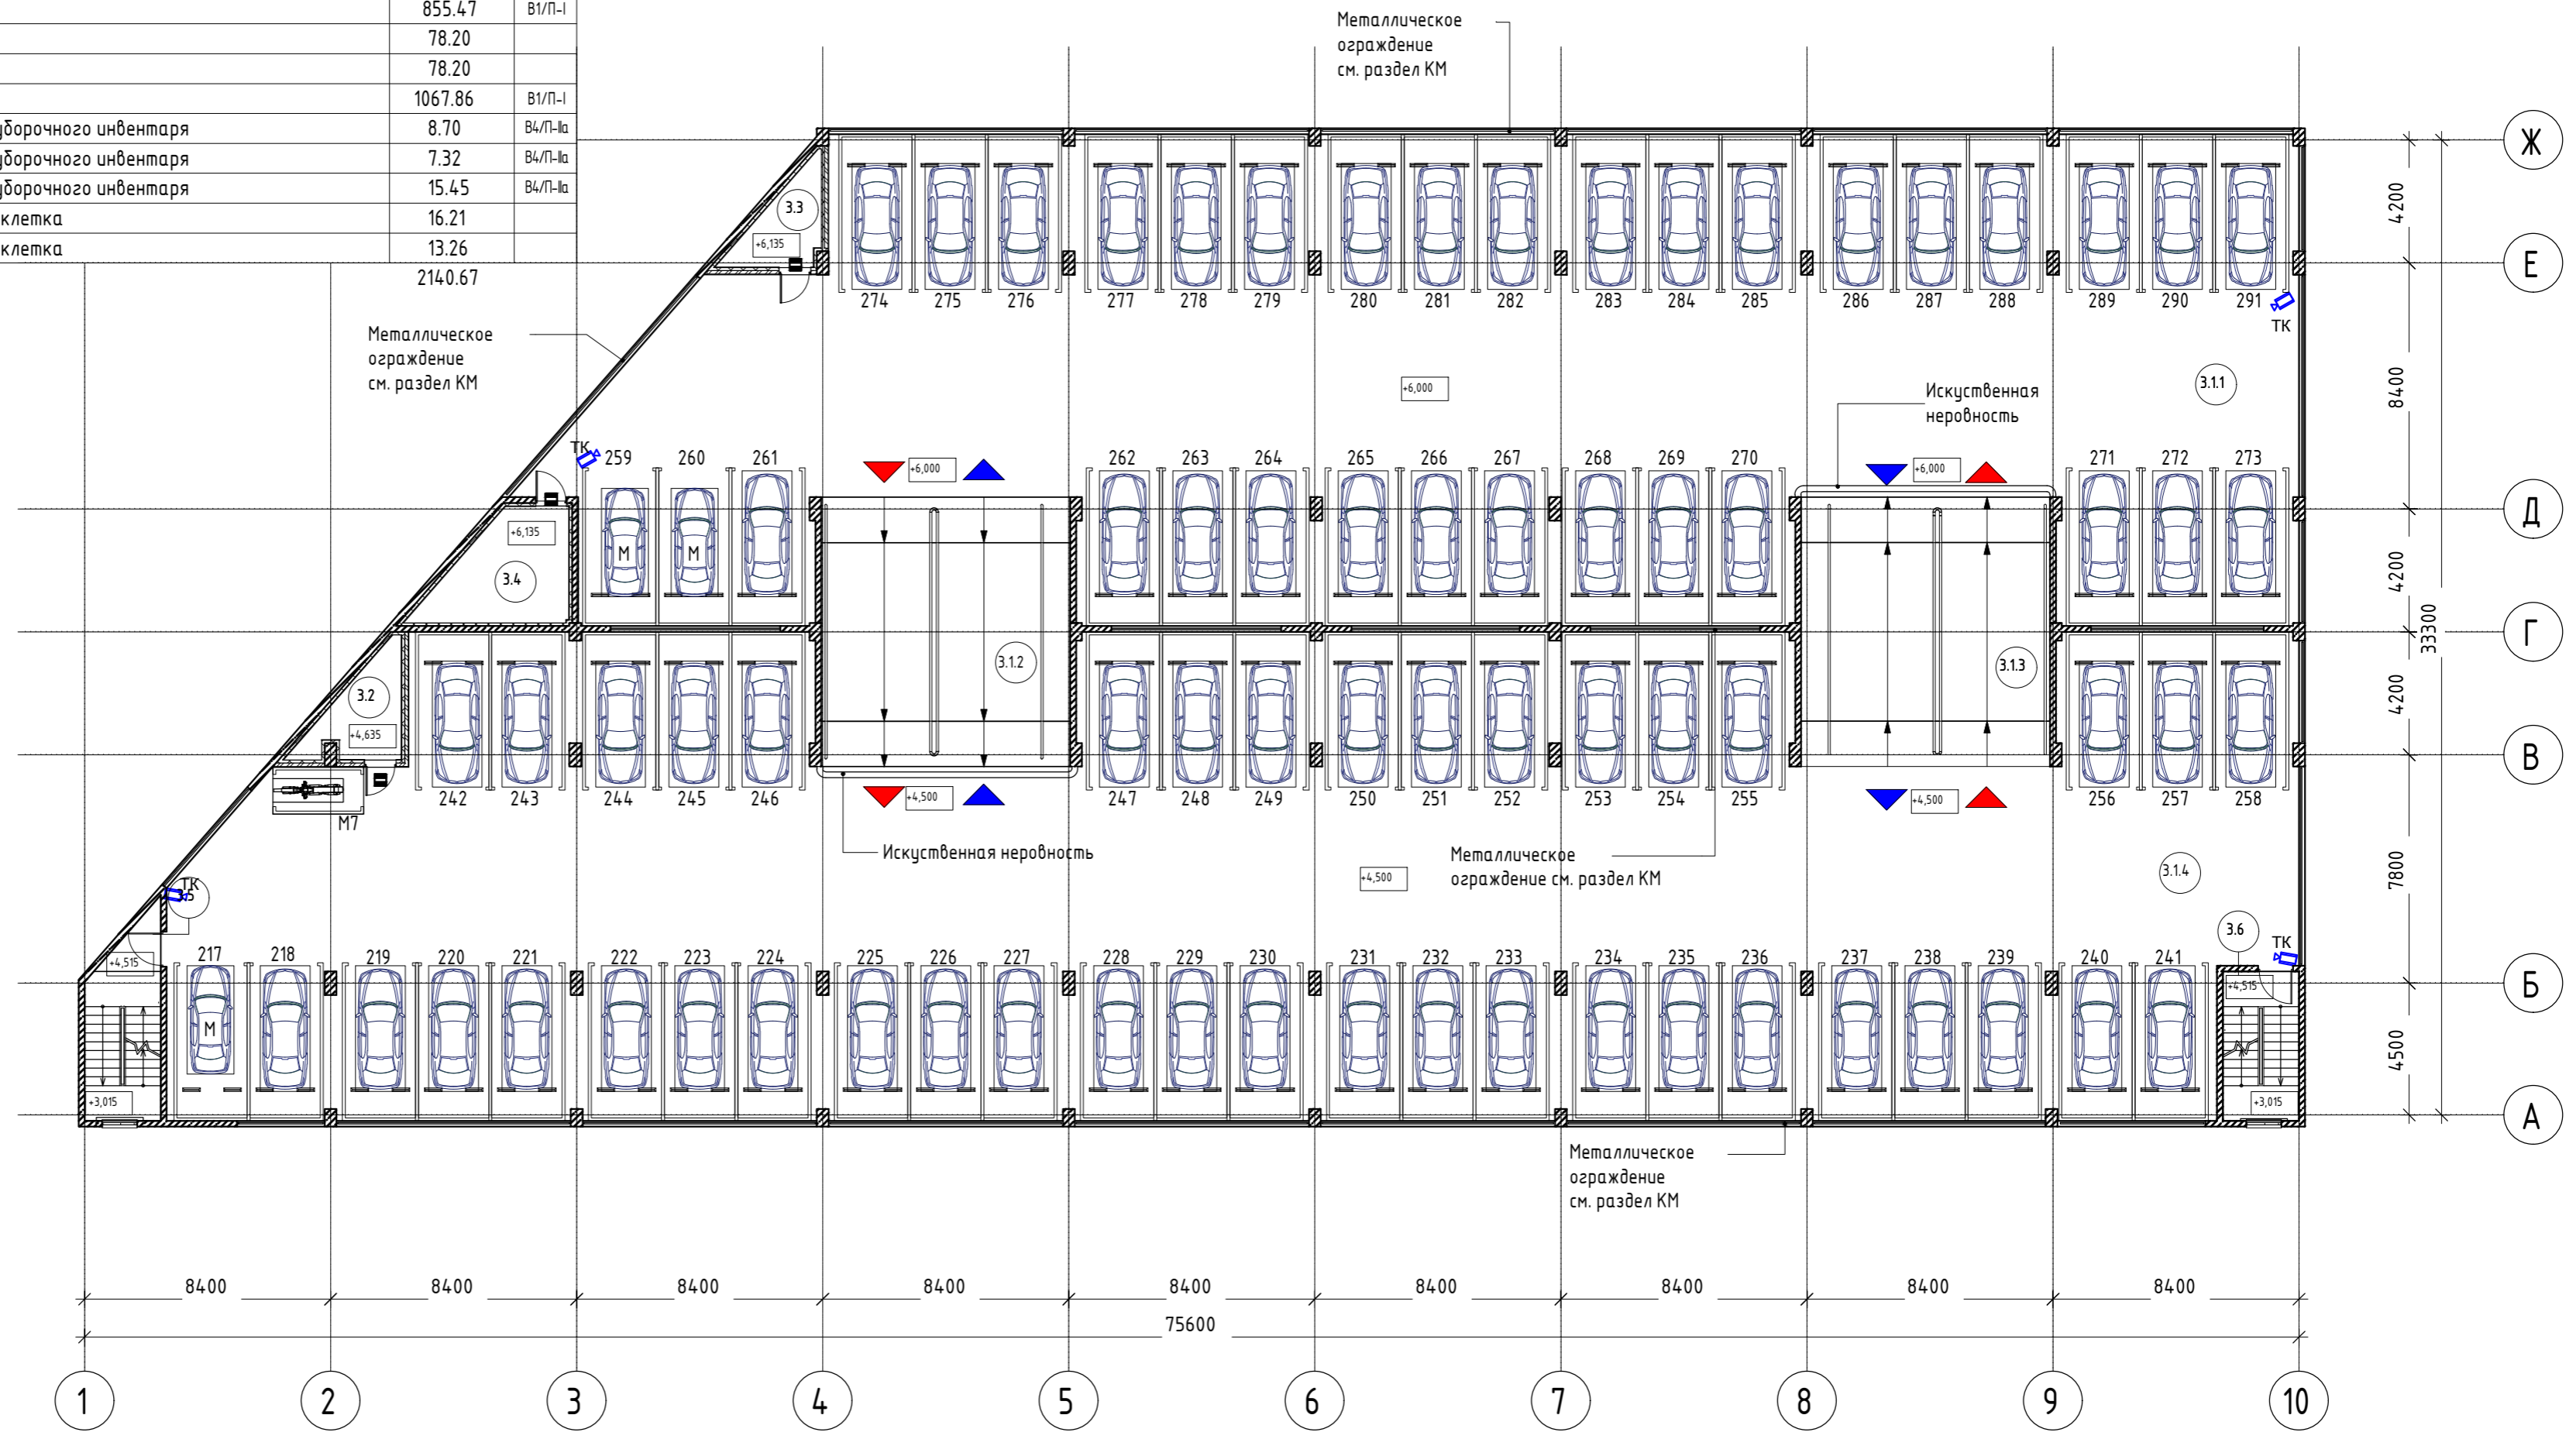 855.47 В1/П-I
78.20
78.20
1067.86 В1/П-I
уборочного инвентаря 8.70 В4/П-IIа
уборочного инвентаря 7.32 В4/П-IIа
уборочного инвентаря 15.45 В4/П-IIа
клетка 16.21
клетка 13.26
2140.67
Металлическое
ограждение
см. раздел КМ
Ж
4200
3.3
+6,135
Е
274 275 276 277 278 279 280 281 282 283 284 285 286 287 288 289 290 291
ТК
Металлическое
ограждение
см. раздел КМ
+6,000
3.1.1
8400
Искуственная
неровность
ТК
259 260 261 262 263 264 265 266 267 268 269 270 271 272 273
+6,000
+6,000
Д
+6,135
М М
3.4
4200
Г
33300
3.1.2
3.1.3
3.2
+4,635
4200
В
242 243 244 245 246 247 248 249 250 251 252 253 254 255 256 257 258
+4,500
+4,500
М7
Искуственная неровность
Металлическое
ограждение см. раздел КМ
+4,500
3.1.4
7800
ТК
3.6
ТК
217 218 219 220 221 222 223 224 225 226 227 228 229 230 231 232 233 234 235 236 237 238 239 240 241
+4,515
+4,515
Б
М
4500
+3,015
+3,015
А
Металлическое
ограждение
см. раздел КМ
8400 8400 8400 8400 8400 8400 8400 8400 8400
75600
1 2 3 4 5 6 7 8 9 10